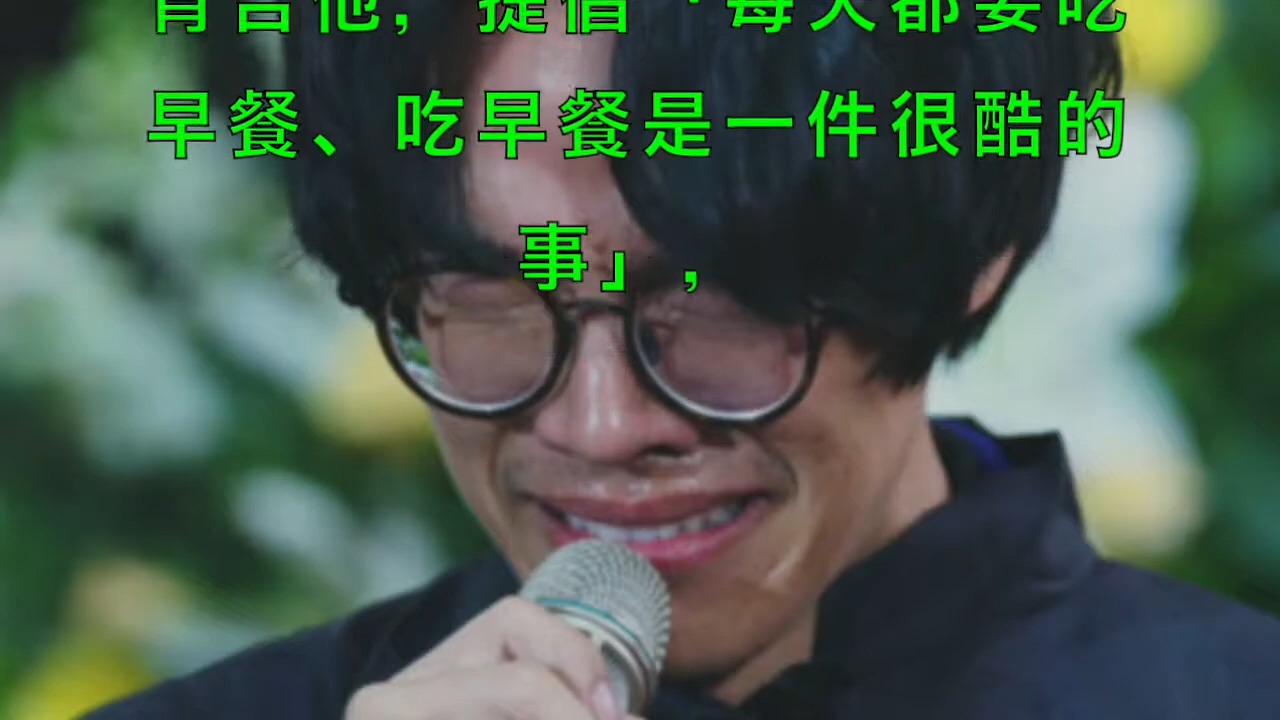 他，提倡「每天都要吃
早餐、吃早餐是一件很酷的
事」，